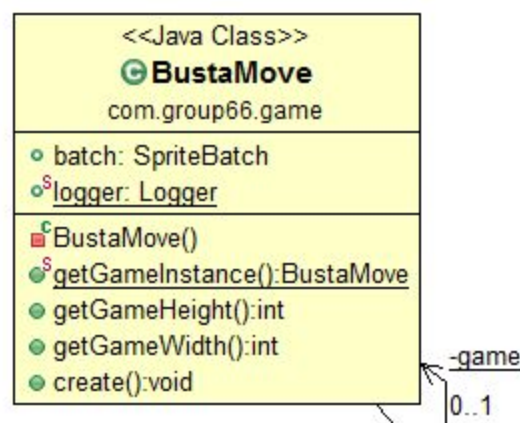 <<Java Class>>
BustaMove
com.group66.game
batch: SpriteBatch
logger: Logger
BustaMove()
getGameInstance():BustaMove
getGameHeight():int
getGameWidth():int
create():void
-game
0..1